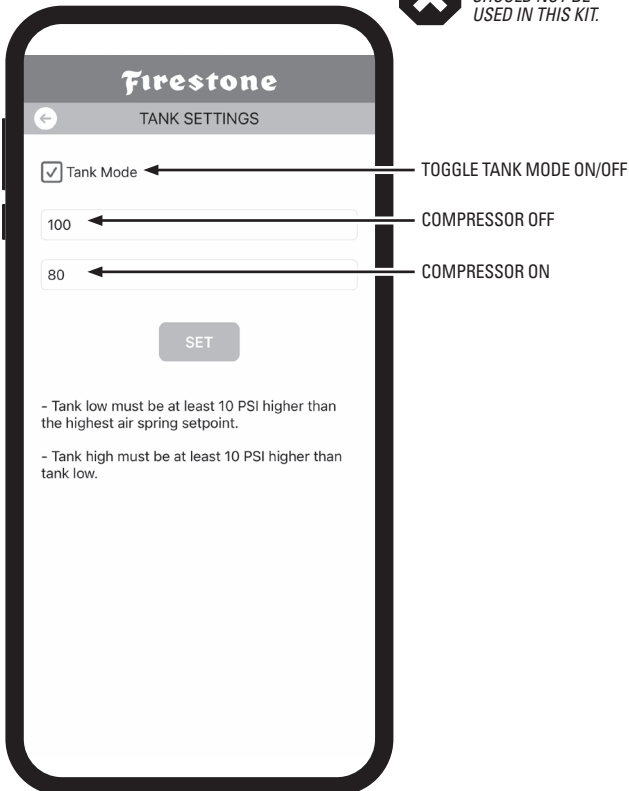 SHOULD NOT BE
USED IN THIS KIT.
Firestone
TANK SETTINGS
Tank Mode
TOGGLE TANK MODE ON/OFF
100
COMPRESSOR OFF
80
COMPRESSOR ON
SET
- Tank low must be at least 10 PSI higher than
the highest air spring setpoint.
- Tank high must be at least 10 PSI higher than
tank low.